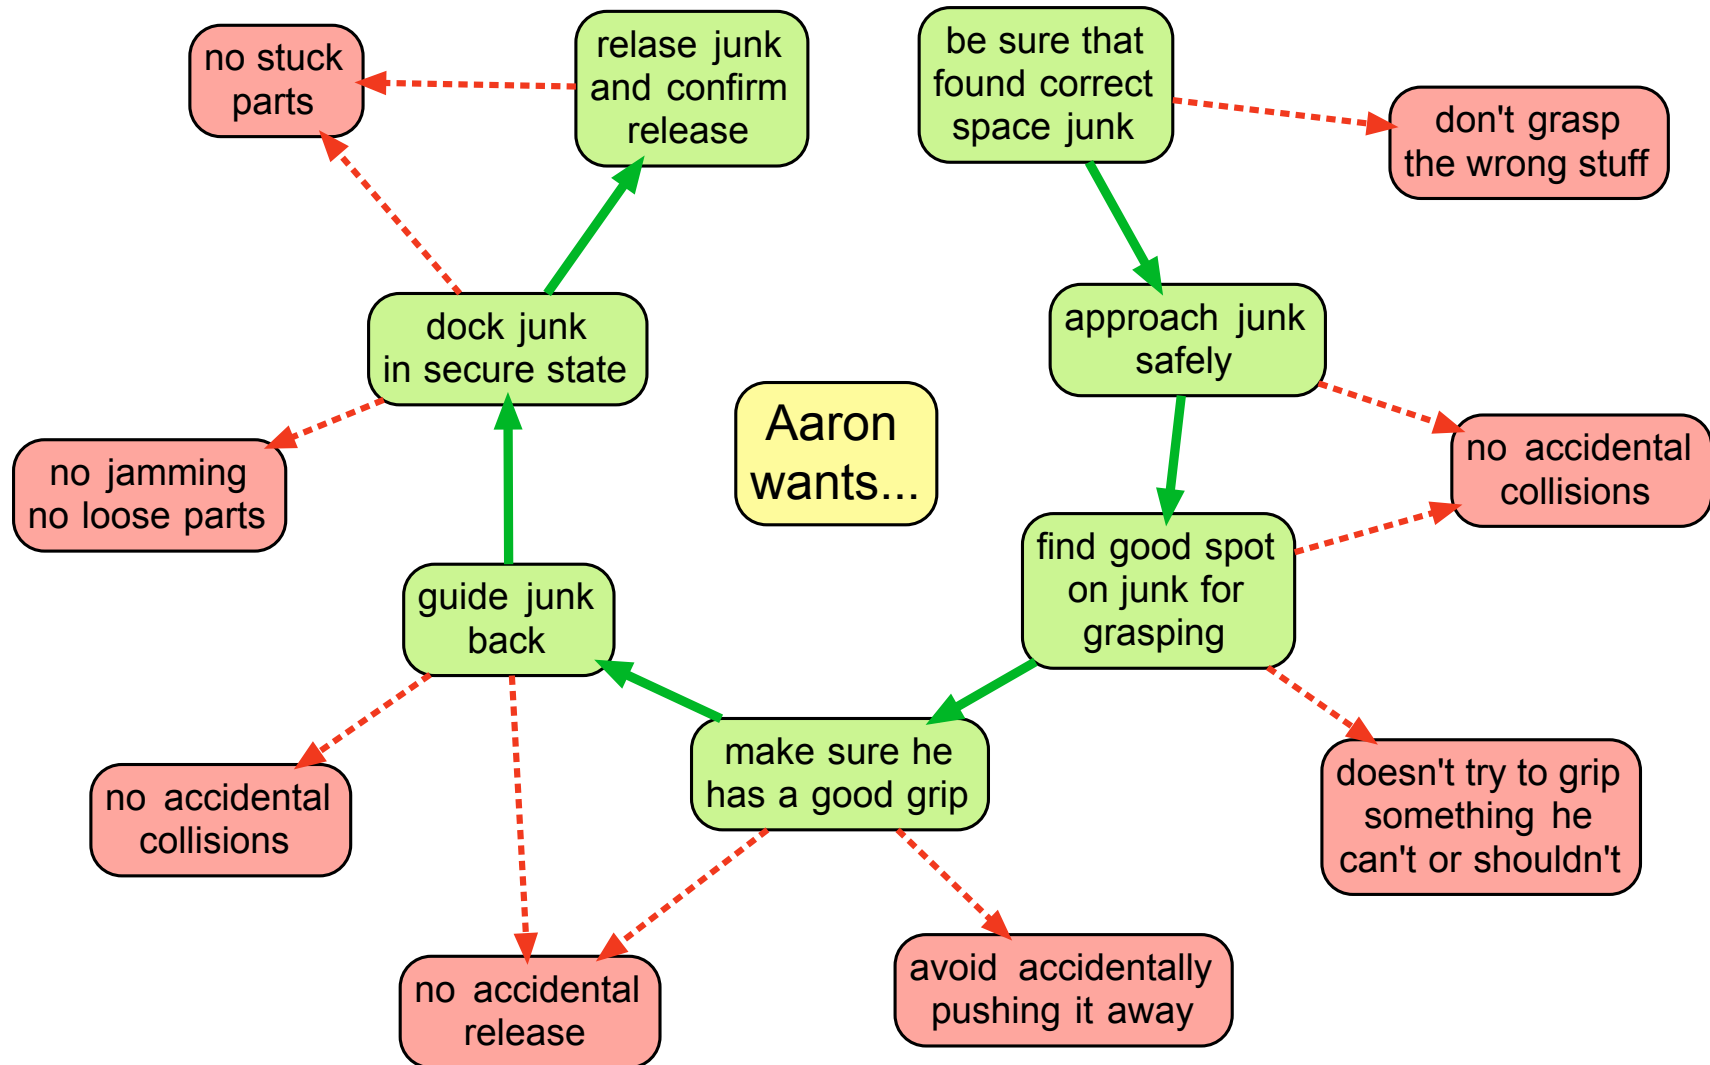 no stuck
parts
relase junk
and confirm
release
be sure that
found correct
space junk
don't grasp
the wrong stuff
dock junk
in secure state
approach junk
safely
Aaron
wants...
no jamming
no loose parts
no accidental
collisions
guide junk
back
find good spot
on junk for
grasping
make sure he
has a good grip
no accidental
collisions
doesn't try to grip
something he
can't or shouldn't
no accidental
release
avoid accidentally
pushing it away